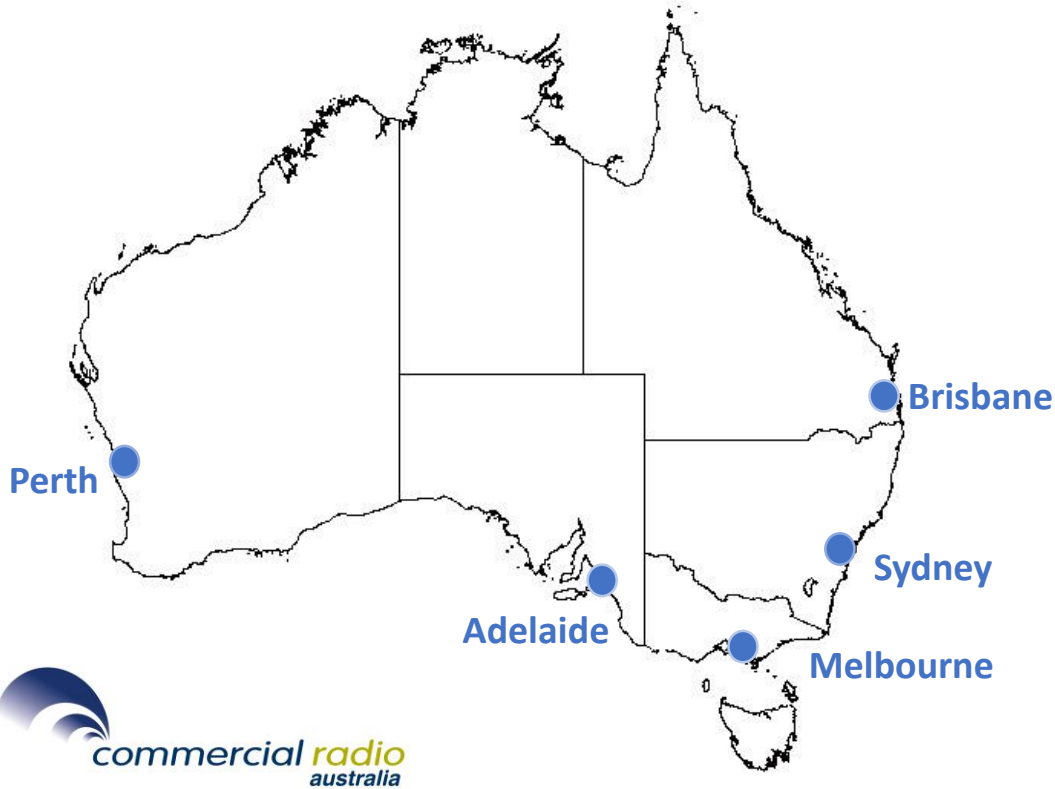 Brisbane
Perth
Sydney
Adelaide
Melbourne
commercial radio
australia